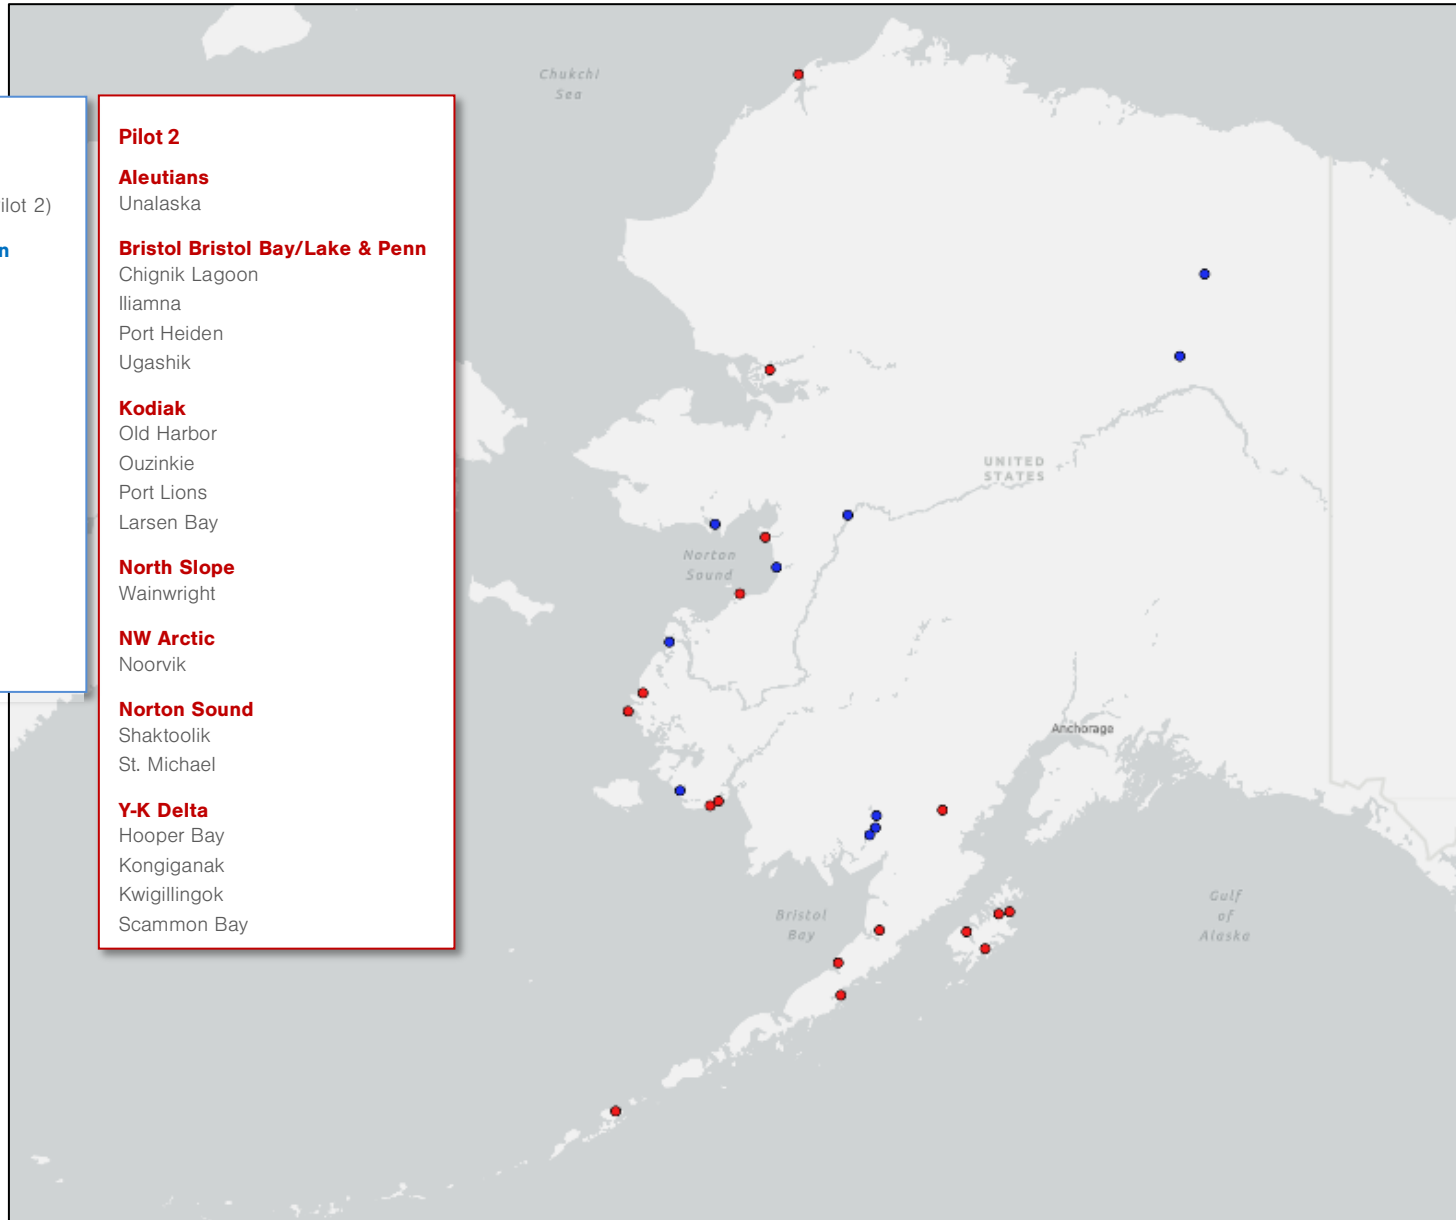 ilot 2)
n
Pilot 2
Aleutians
Unalaska
Bristol Bristol Bay/Lake & Penn
Chignik Lagoon
Iliamna
Port Heiden
Ugashik
Kodiak
Old Harbor
Ouzinkie
Port Lions
Larsen Bay
North Slope
Wainwright
NW Arctic
Noorvik
Norton Sound
Shaktoolik
St. Michael
Y-K Delta
Hooper Bay
Kongiganak
Kwigillingok
Scammon Bay
Chukchi
Sea
UNITED
STATES
Norton
Sound
Anchorage
Bristol
Bay
Gulf
of
Alaska